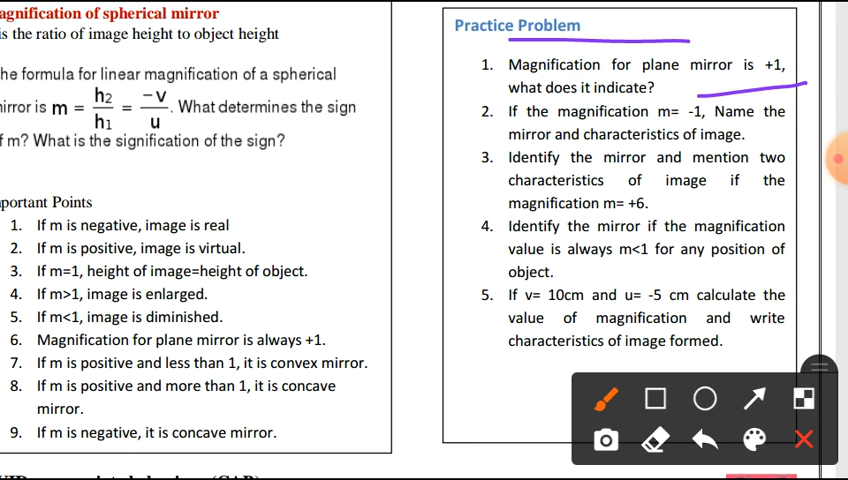 agnification of spherical mirror
is the ratio of image height to object height
he formula for linear magnification of a spherical
irror is m = h2/h1 = -v/u. What determines the sign
f m? What is the signification of the sign?
portant Points
1. If m is negative, image is real
2. If m is positive, image is virtual.
3. If m=1, height of image=height of object.
4. If m>1, image is enlarged.
5. If m<1, image is diminished.
6. Magnification for plane mirror is always +1.
7. If m is positive and less than 1, it is convex mirror.
8. If m is positive and more than 1, it is concave
mirror.
9. If m is negative, it is concave mirror.
Practice Problem
1. Magnification for plane mirror is +1,
what does it indicate?
2. If the magnification m= -1, Name the
mirror and characteristics of image.
3. Identify the mirror and mention two
characteristics of image if the
magnification m= +6.
4. Identify the mirror if the magnification
value is always m<1 for any position of
object.
5. If v= 10cm and u= -5 cm calculate the
value of magnification and write
characteristics of image formed.